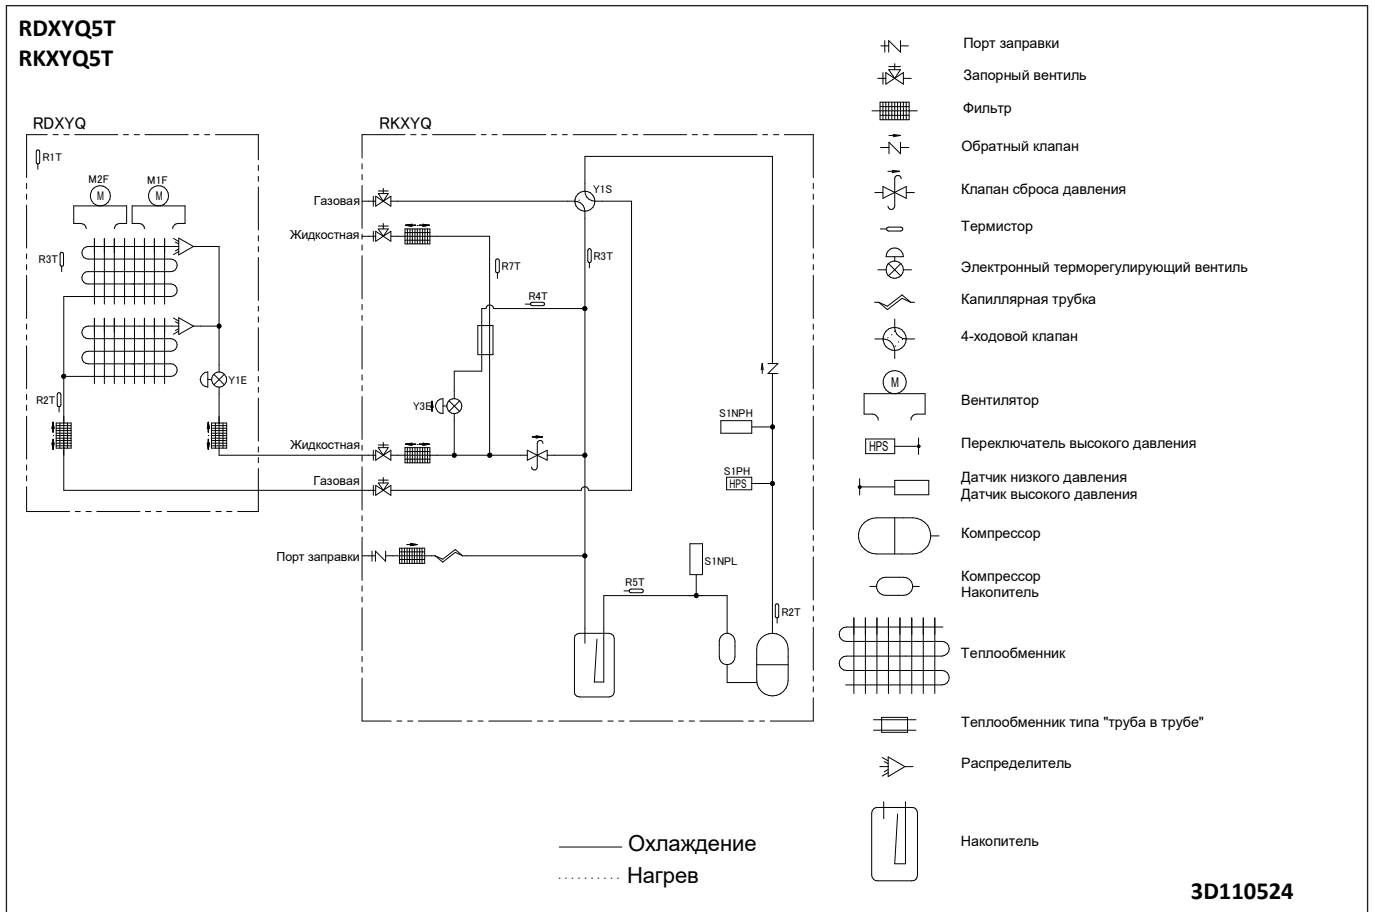 RDXYQ5T
RKXYQ5T
RDXYQ
RKXYQ
R1T
M2F
M1F
M
M
R3T
Y1E
R2T
Газовая
Жидкостная
Y1S
R3T
R7T
R4T
Y3E
S1NPH
S1PH
HPS
Жидкостная
Газовая
Порт заправки
S1NPL
R5T
R2T
Порт заправки
Запорный вентиль
Фильтр
Обратный клапан
Клапан сброса давления
Термистор
Электронный терморегулирующий вентиль
Капиллярная трубка
4-ходовой клапан
M
Вентилятор
HPS
Переключатель высокого давления
Датчик низкого давления
Датчик высокого давления
Компрессор
Компрессор
Накопитель
Теплообменник
Теплообменник типа "труба в трубе"
Распределитель
Накопитель
Охлаждение
Нагрев
3D110524